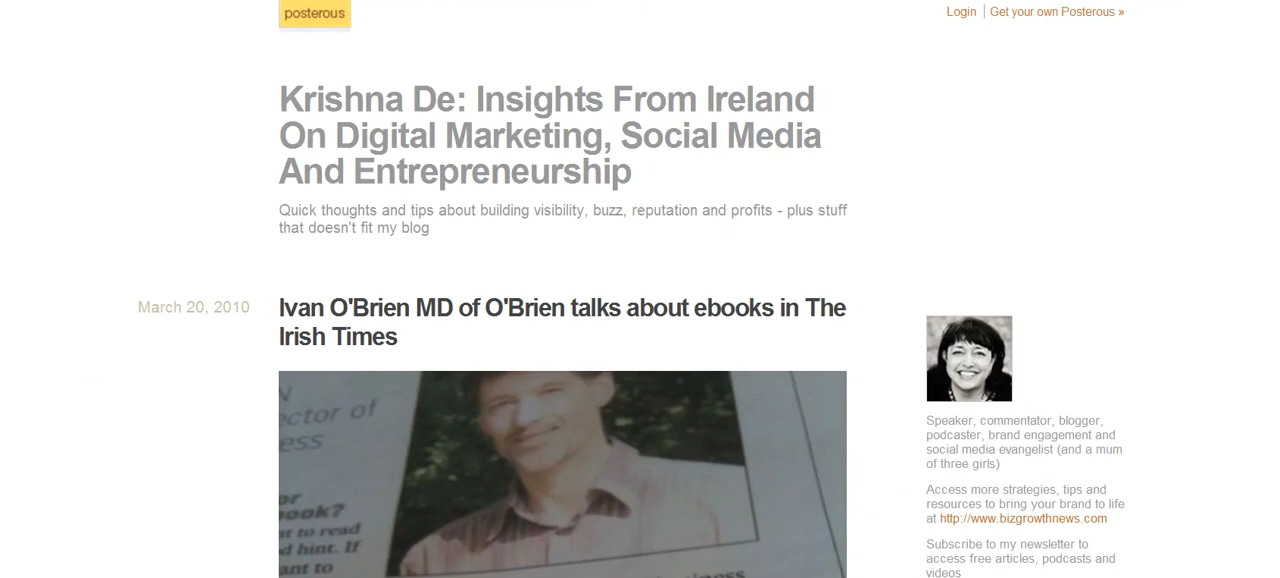 posterous
Login | Get your own Posterous »
Krishna De: Insights From Ireland
On Digital Marketing, Social Media
And Entrepreneurship
Quick thoughts and tips about building visibility, buzz, reputation and profits - plus stuff
that doesn't fit my blog
March 20, 2010
Ivan O'Brien MD of O'Brien talks about ebooks in The
Irish Times
ector of
ess
or
ook?
nt to read
d hint. If
ant to
Speaker, commentator, blogger,
podcaster, brand engagement and
social media evangelist (and a mum
of three girls)
Access more strategies, tips and
resources to bring your brand to life
at http://www.bizgrowthnews.com
Subscribe to my newsletter to
access free articles, podcasts and
videos